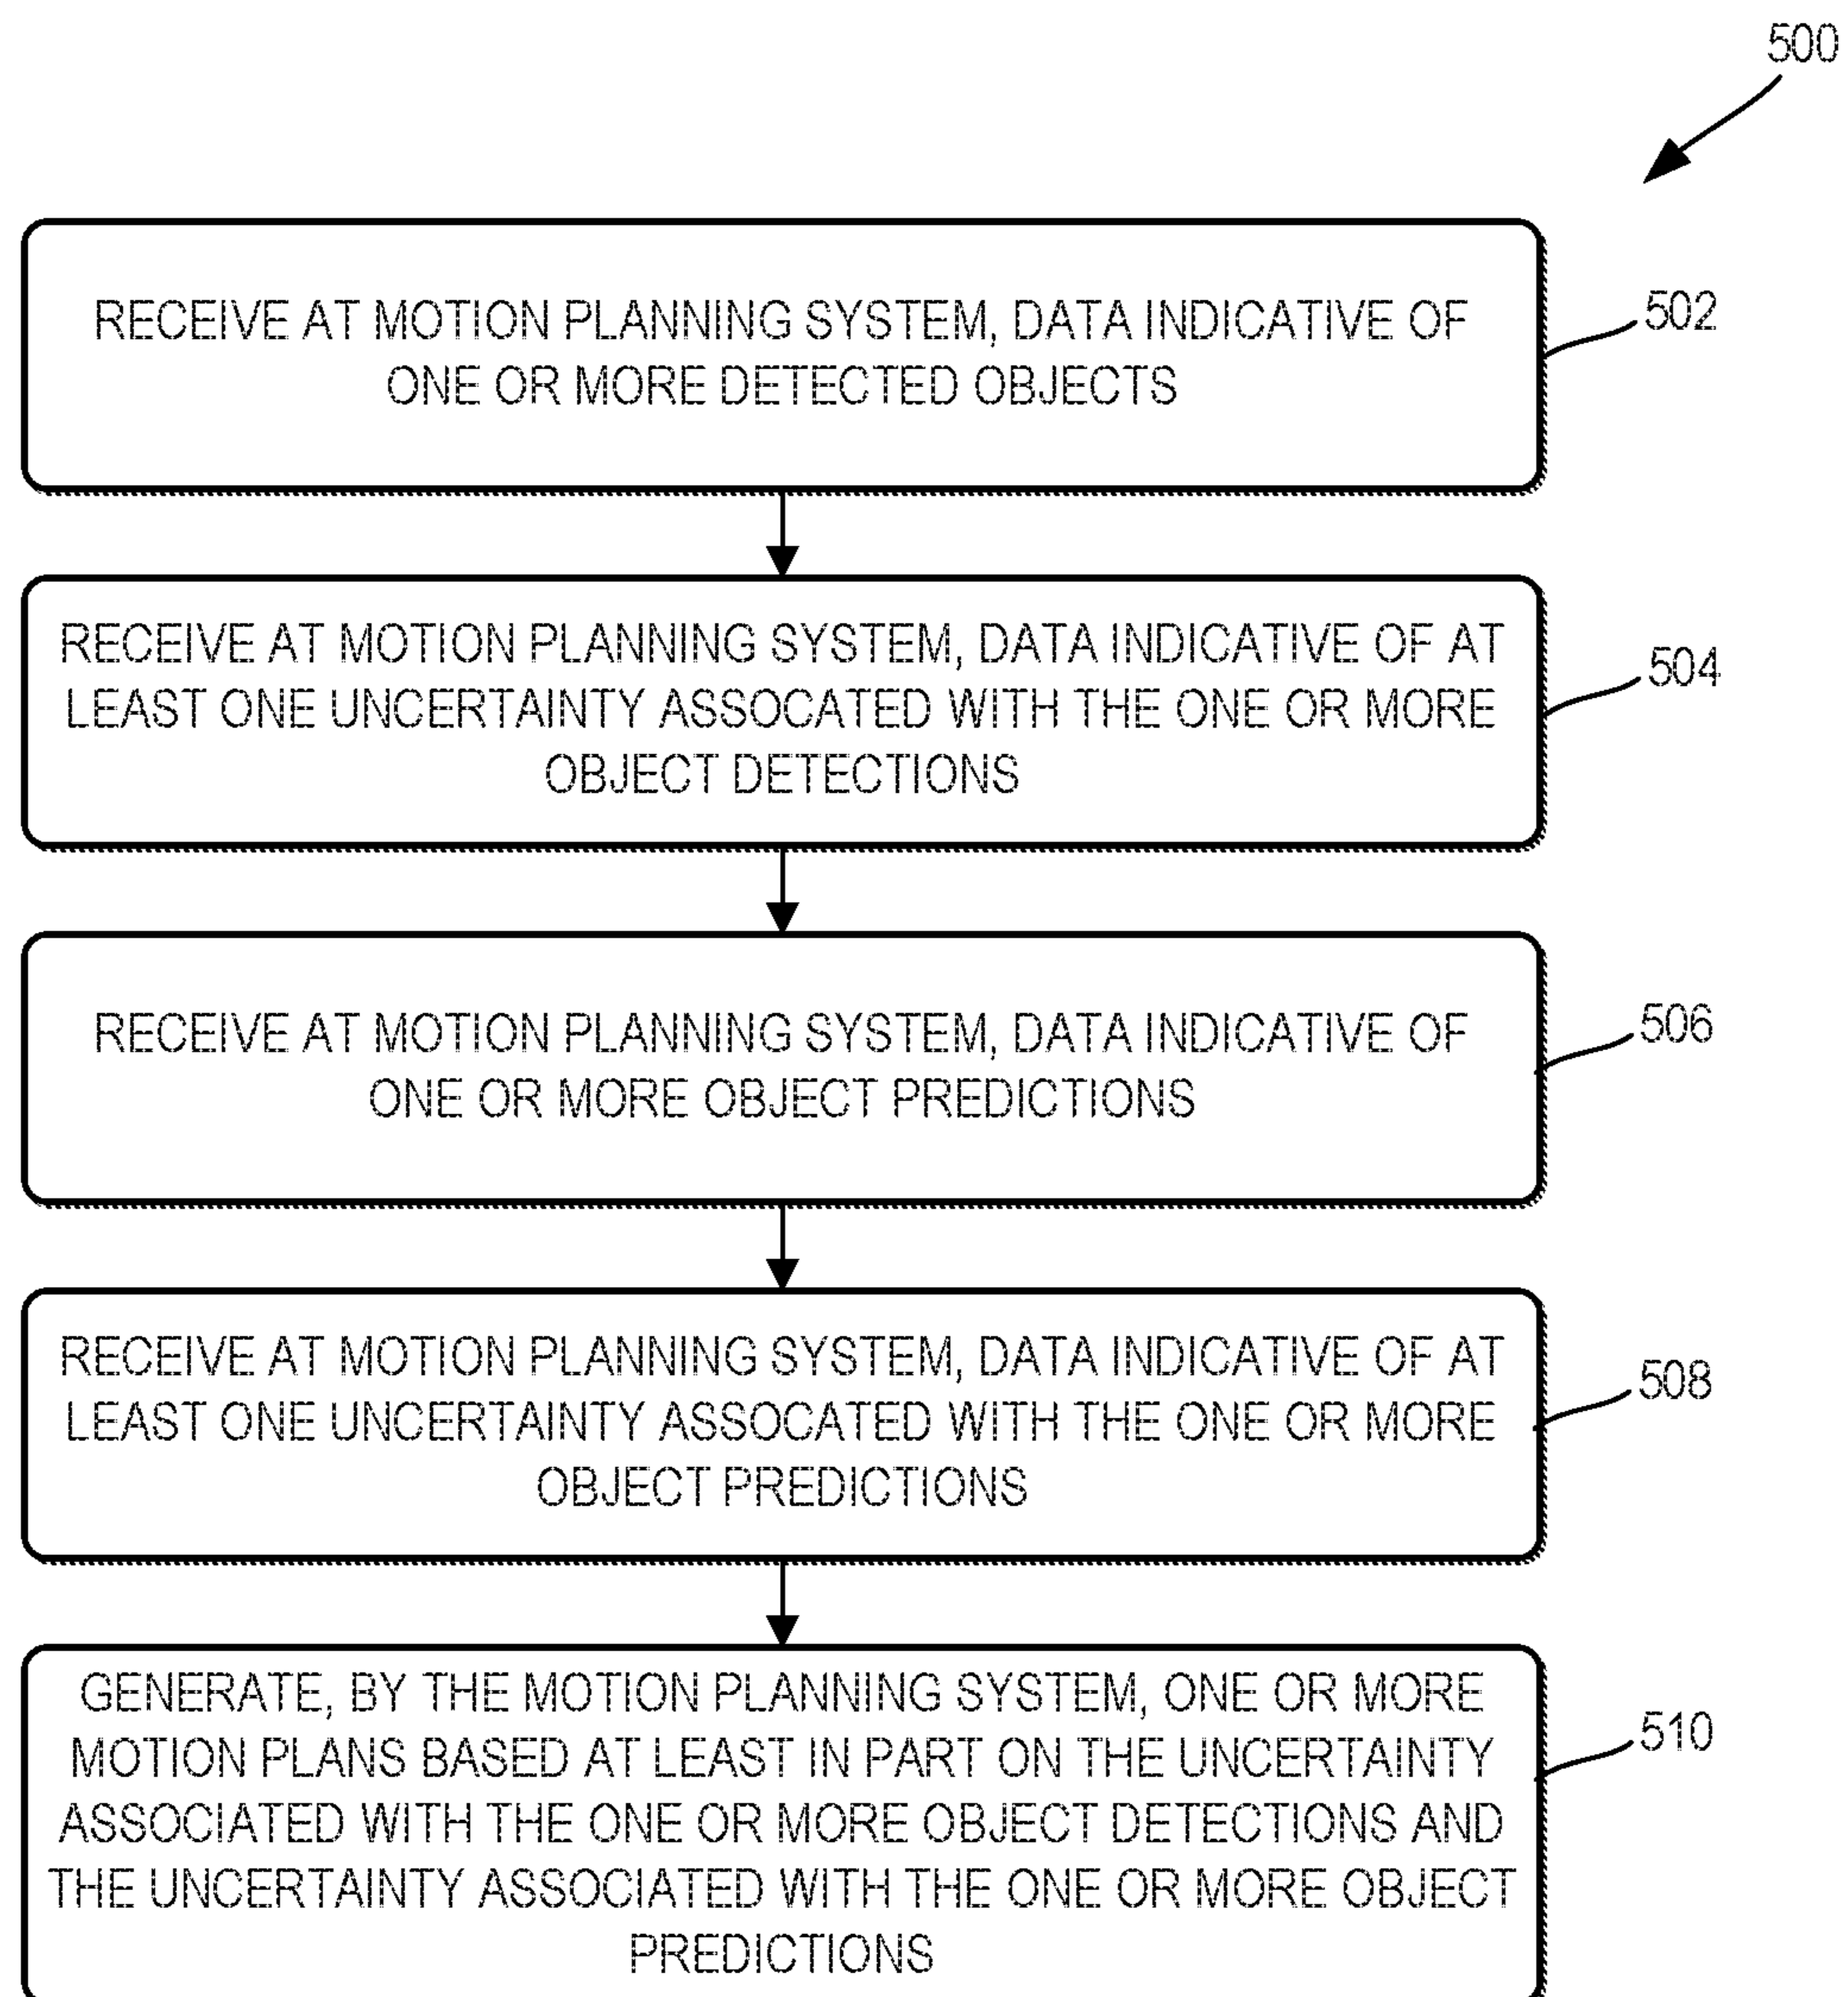 500
RECEIVE AT MOTION PLANNING SYSTEM, DATA INDICATIVE OF
ONE OR MORE DETECTED OBJECTS
502
RECEIVE AT MOTION PLANNING SYSTEM, DATA INDICATIVE OF AT
LEAST ONE UNCERTAINTY ASSOCATED WITH THE ONE OR MORE
OBJECT DETECTIONS
504
RECEIVE AT MOTION PLANNING SYSTEM, DATA INDICATIVE OF
ONE OR MORE OBJECT PREDICTIONS
506
RECEIVE AT MOTION PLANNING SYSTEM, DATA INDICATIVE OF AT
LEAST ONE UNCERTAINTY ASSOCATED WITH THE ONE OR MORE
OBJECT PREDICTIONS
508
GENERATE, BY THE MOTION PLANNING SYSTEM, ONE OR MORE
MOTION PLANS BASED AT LEAST IN PART ON THE UNCERTAINTY
ASSOCIATED WITH THE ONE OR MORE OBJECT DETECTIONS AND
THE UNCERTAINTY ASSOCIATED WITH THE ONE OR MORE OBJECT
PREDICTIONS
510